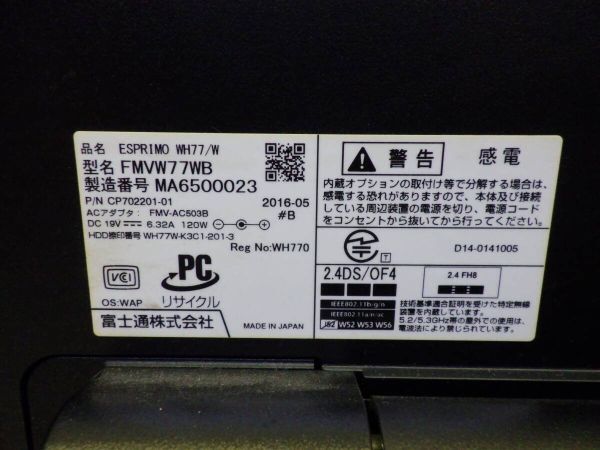 品名 ESPRIMO WH77/W
型名 FMVW77WB
製造番号 MA6500023
P/N CP702201-01
2016-05
ACアダプタ： FMV-AC503B
#B
DC 19V 6.32A 120W
HDD換印番号 WH77W-K3C1-201-3
Reg No:WH770
VCI
OS:WAP
PC
リサイクル
富士通株式会社
MADE IN JAPAN
警告
感電
内蔵オプションの取付け等で分解する場合は、
感電する恐れがありますので、本体及び接続
している周辺装置の電源を切り、電源コード
をコンセントから抜いてから行ってください。
T
D14-0141005
2.4DS/OF4
2.4 FH8
IEEE802.11b/g/n
IEEE802.11a/n/ac
J52 W52 W53 W56
技術基準適合証明を受けた特定無線
装置を内蔵しています。
5.2/5.3GHz帯の屋外での使用は、
電波法により禁じられています。